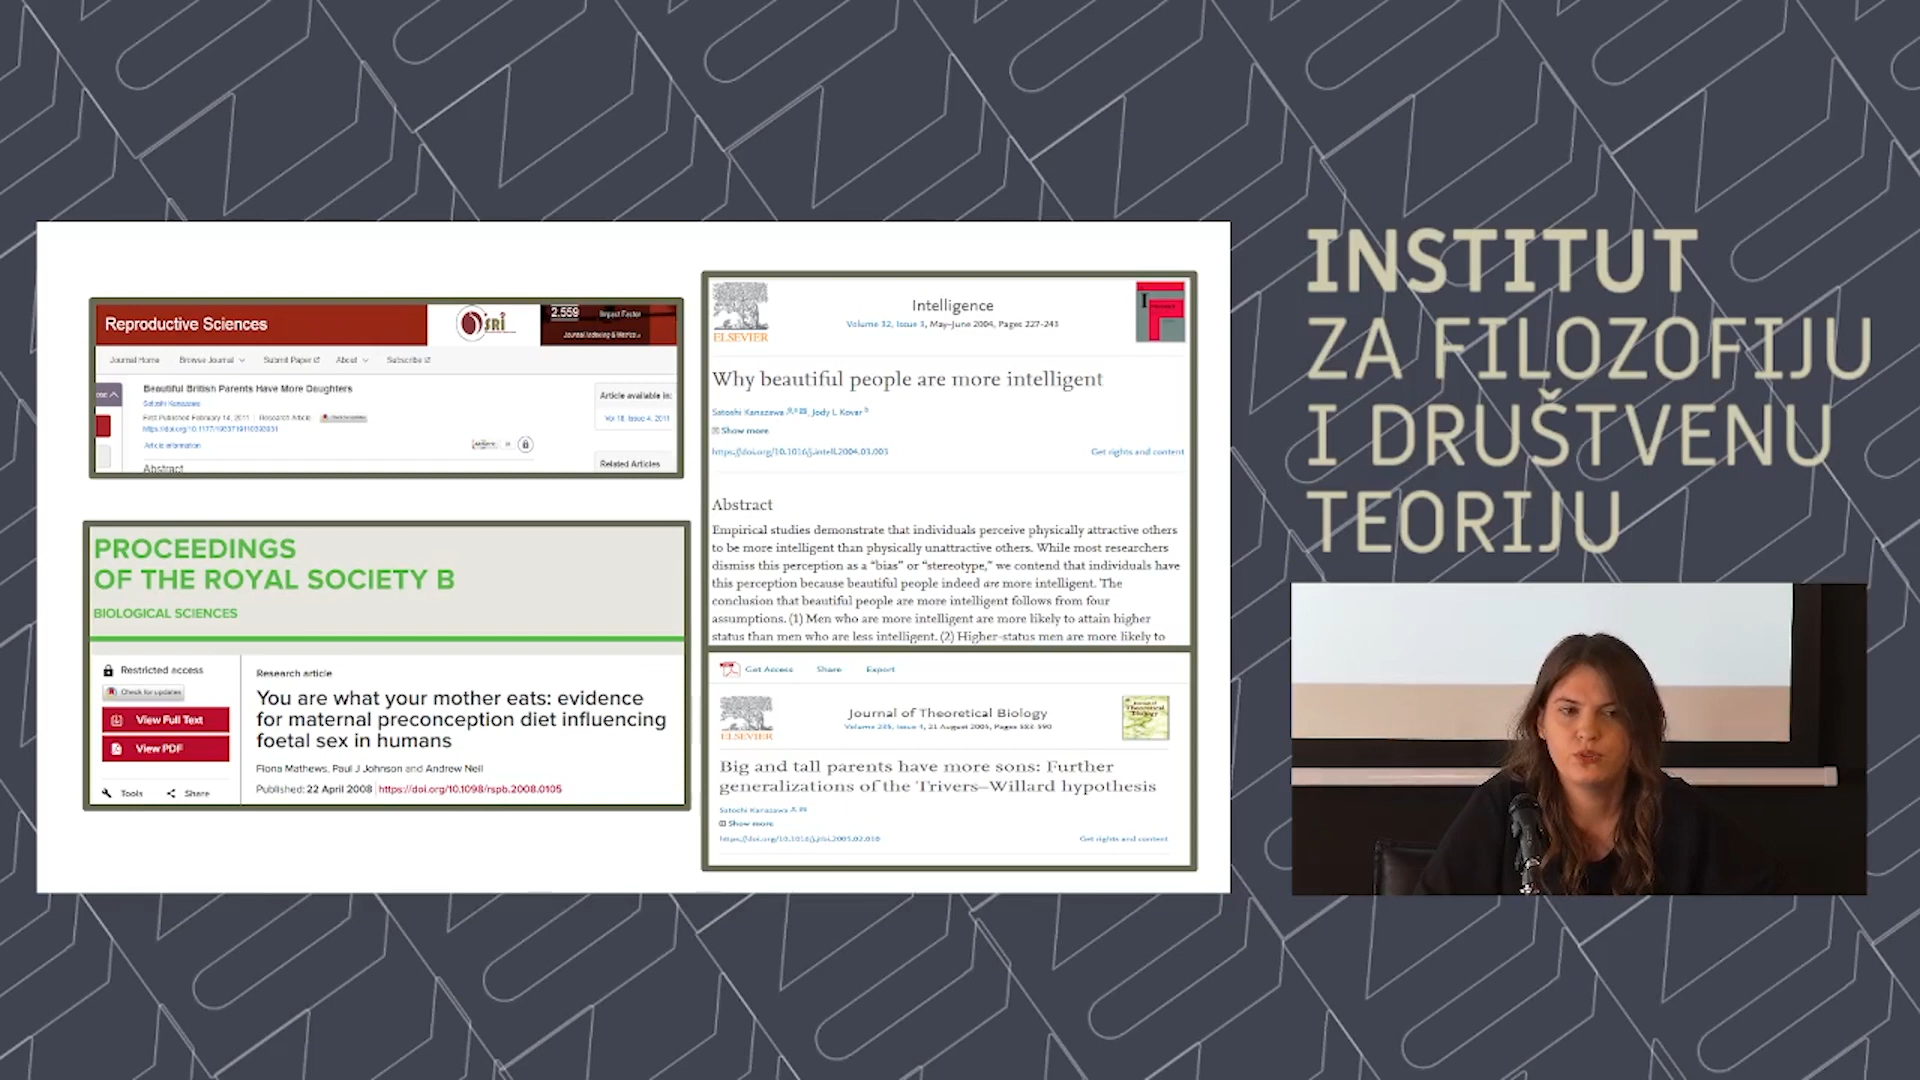 Reproductive Sciences
SRI
2.559
Impact Factor
Journal Indexing & Metrics
Journal Home
Browse Journal
Submit Paper
About
Subscribe
Beautiful British Parents Have More Daughters
Satoshi Kanazawa
First Published February 14, 2011 | Research Article
Check for updates
Article information
Abstract
Article available in:
Vol 18, Issue 4, 2011
Related Articles
PROCEEDINGS
OF THE ROYAL SOCIETY B
BIOLOGICAL SCIENCES
Restricted access
Check for updates
View Full Text
View PDF
Tools
Share
Research article
You are what your mother eats: evidence
for maternal preconception diet influencing
foetal sex in humans
Fiona Mathews, Paul J Johnson and Andrew Neil
Published: 22 April 2008 | https://doi.org/10.1098/rspb.2008.0105
ELSEVIER
Intelligence
Volume 32, Issue 3, May–June 2004, Pages 227-243
Why beautiful people are more intelligent
Satoshi Kanazawa, Jody L Kovar
Show more
https://doi.org/10.1016/j.intell.2004.03.003
Get rights and content
Abstract
Empirical studies demonstrate that individuals perceive physically attractive others
to be more intelligent than physically unattractive others. While most researchers
dismiss this perception as a “bias” or “stereotype,” we contend that individuals have
this perception because beautiful people indeed are more intelligent. The
conclusion that beautiful people are more intelligent follows from four
assumptions. (1) Men who are more intelligent are more likely to attain higher
status than men who are less intelligent. (2) Higher-status men are more likely to
Get Access
Share
Export
ELSEVIER
Journal of Theoretical Biology
Volume 235, Issue 4, 21 August 2005, Pages 583-590
Big and tall parents have more sons: Further
generalizations of the Trivers–Willard hypothesis
Satoshi Kanazawa
Show more
https://doi.org/10.1016/j.jtbi.2005.02.010
Get rights and content
INSTITUT
ZA FILOZOFIJU
I DRUŠTVENU
TEORIJU